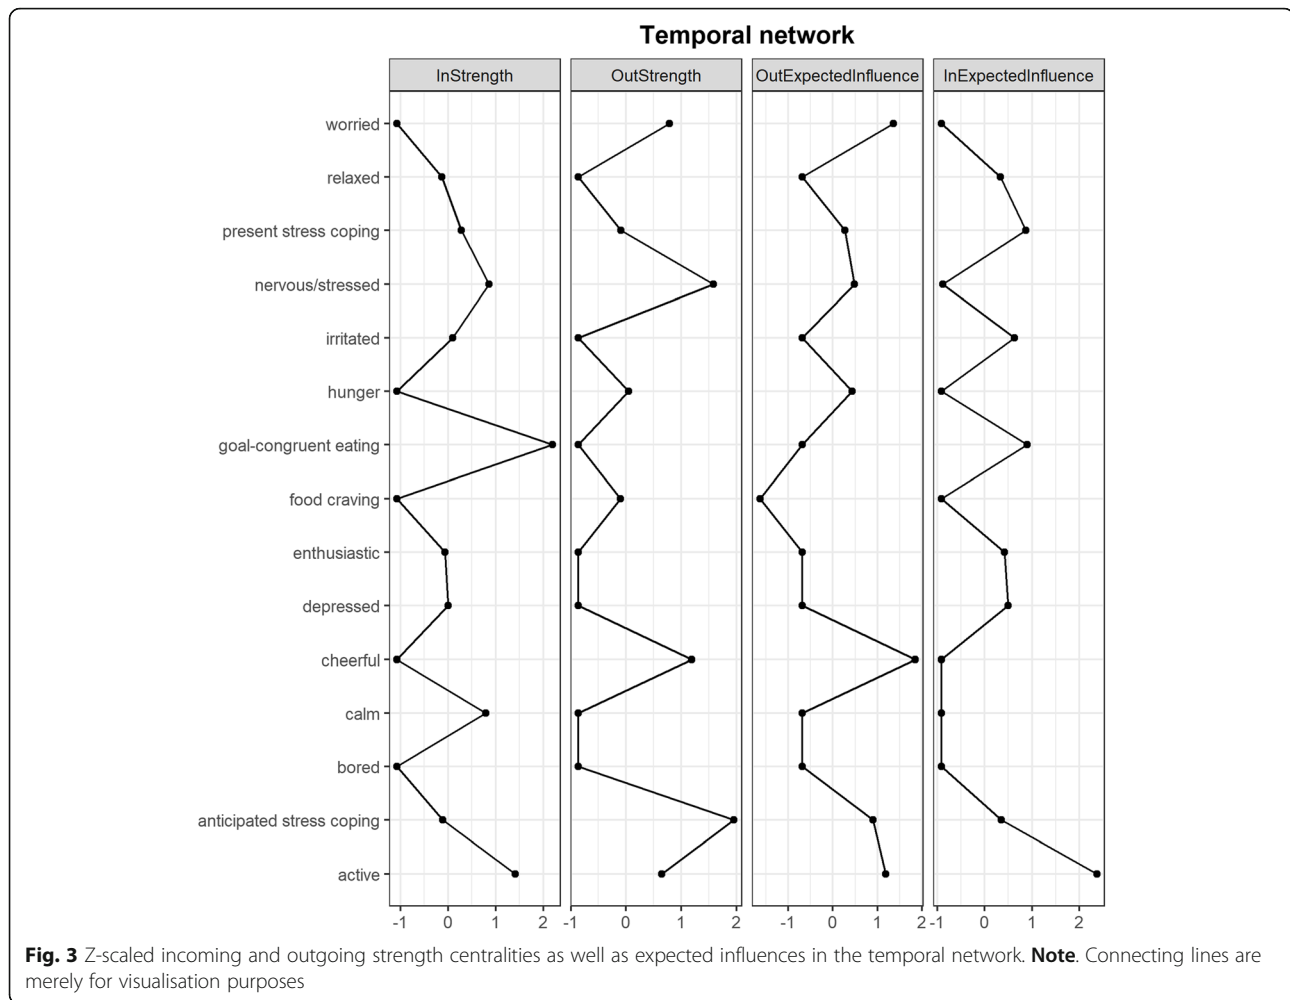 Temporal network
InStrength OutStrength OutExpectedInfluence InExpectedInfluence
worried
relaxed
present stress coping
nervous/stressed
irritated
hunger
goal-congruent eating
food craving
enthusiastic
depressed
cheerful
calm
bored
anticipated stress coping
active
-1 0 1 2 -1 0 1 2 -1 0 1 2 -1 0 1 2
Fig. 3 Z-scaled incoming and outgoing strength centralities as well as expected influences in the temporal network. Note. Connecting lines are
merely for visualisation purposes